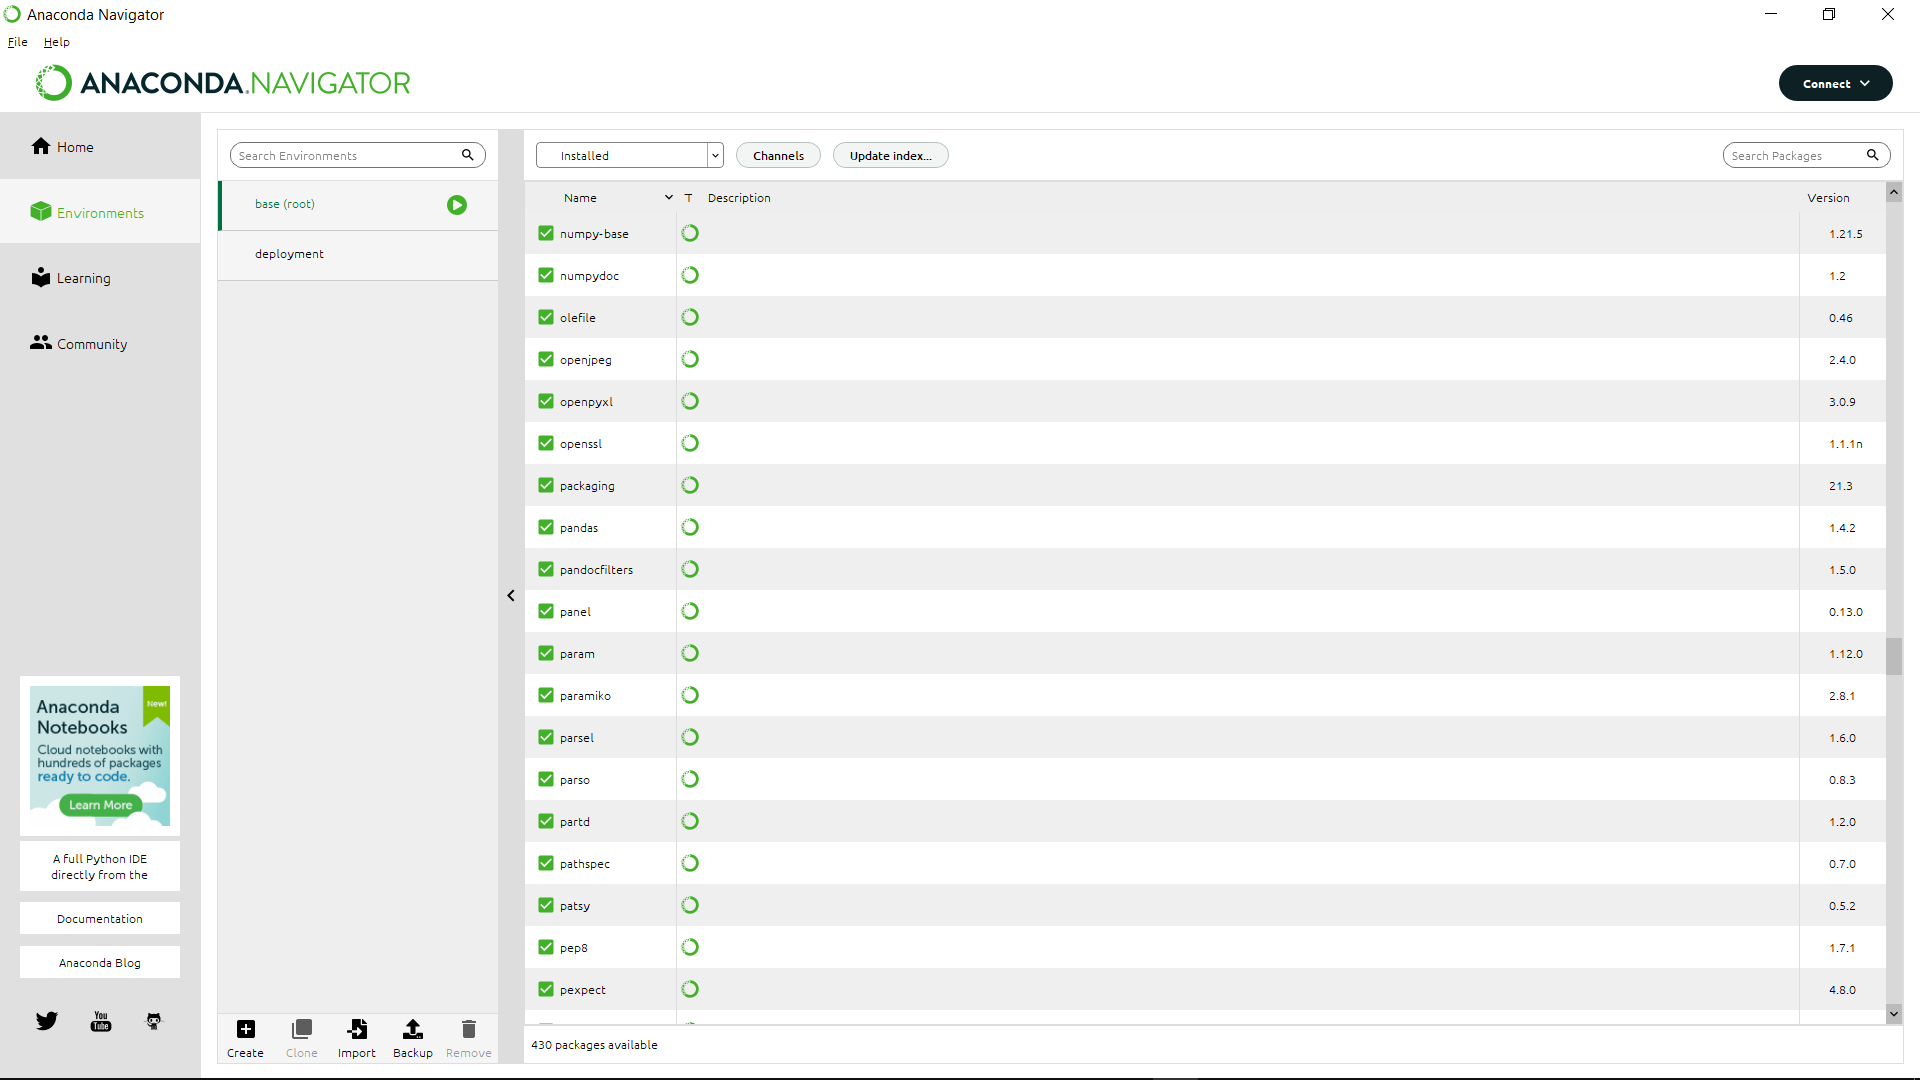 Anaconda Navigator
File Help
ANACONDA.NAVIGATOR
Connect
Home
Environments
Learning
Community
Anaconda
Notebooks
New!
Cloud notebooks with
hundreds of packages
ready to code.
Learn More
A full Python IDE
directly from the
Documentation
Anaconda Blog
You
Tube
Search Environments
base (root)
deployment
Create Clone Import Backup Remove
Installed Channels Update index... Search Packages
Name T Description Version
numpy-base 1.21.5
numpydoc 1.2
olefile 0.46
openjpeg 2.4.0
openpyxl 3.0.9
openssl 1.1.1n
packaging 21.3
pandas 1.4.2
pandocfilters 1.5.0
panel 0.13.0
param 1.12.0
paramiko 2.8.1
parsel 1.6.0
parso 0.8.3
partd 1.2.0
pathspec 0.7.0
patsy 0.5.2
pep8 1.7.1
pexpect 4.8.0
430 packages available